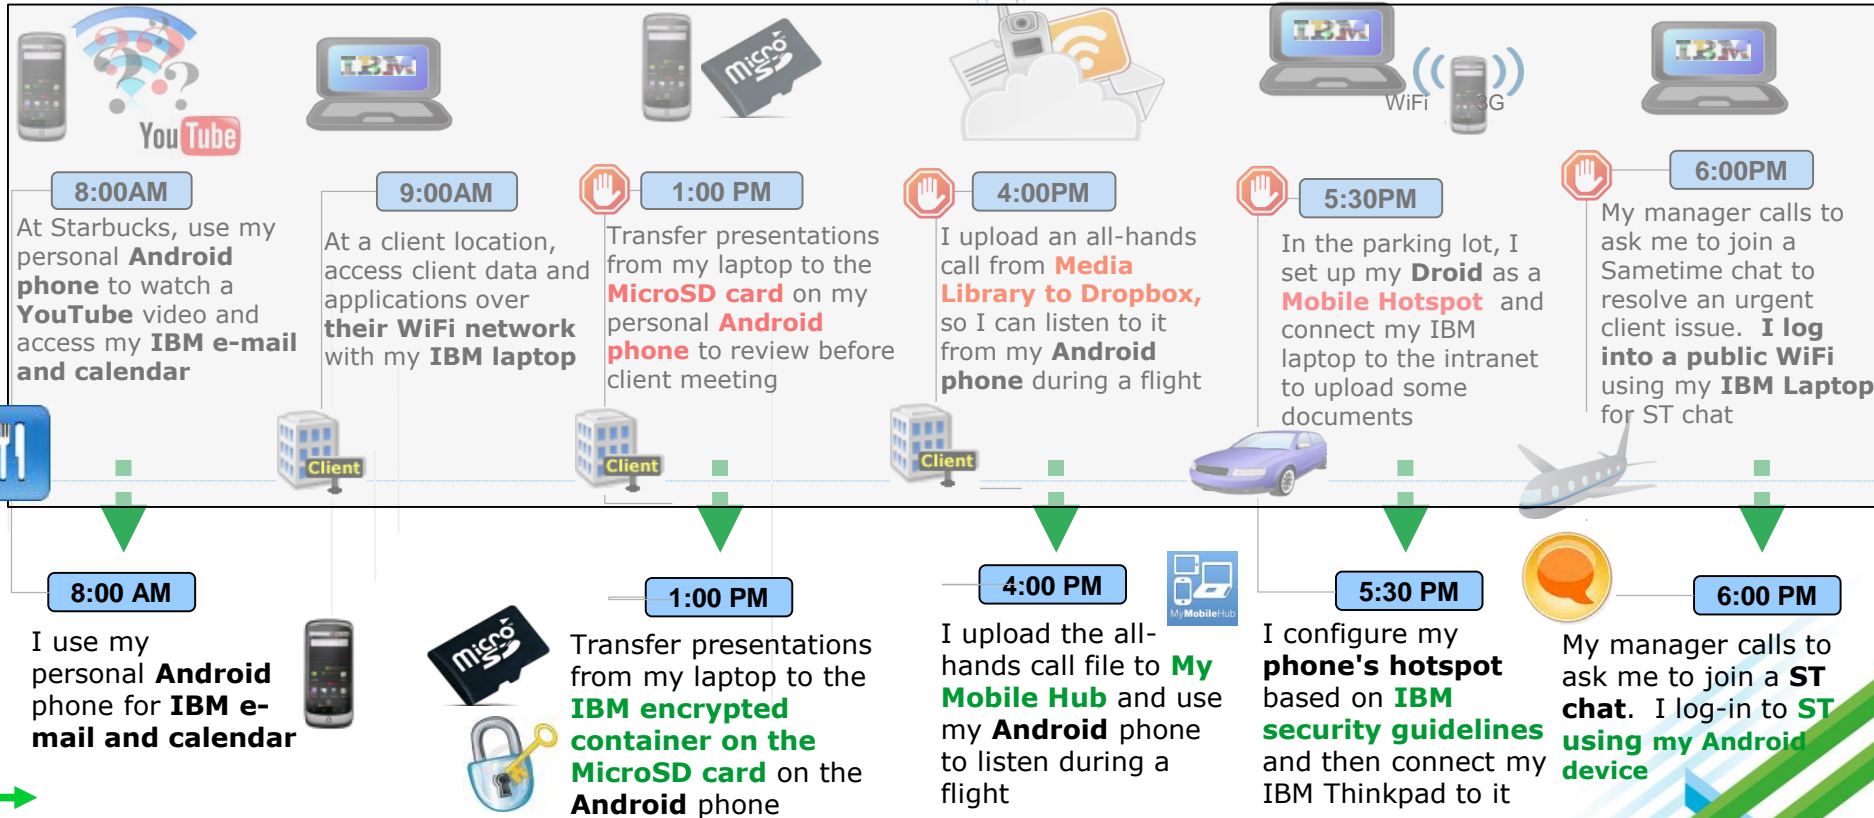 You Tube
IBM
micro SD
IBM
WiFi
3G
IBM
8:00AM
At Starbucks, use my
personal Android
phone to watch a
YouTube video and
access my IBM e-mail
and calendar
9:00AM
At a client location,
access client data and
applications over
their WiFi network
with my IBM laptop
1:00 PM
Transfer presentations
from my laptop to the
MicroSD card on my
personal Android
phone to review before
client meeting
4:00PM
I upload an all-hands
call from Media
Library to Dropbox,
so I can listen to it
from my Android
phone during a flight
5:30PM
In the parking lot, I
set up my Droid as a
Mobile Hotspot and
connect my IBM
laptop to the intranet
to upload some
documents
6:00PM
My manager calls to
ask me to join a
Sametime chat to
resolve an urgent
client issue. I log
into a public WiFi
using my IBM Laptop
for ST chat
Client
Client
Client
8:00 AM
I use my
personal Android
phone for IBM e-
mail and calendar
micro SD
1:00 PM
Transfer presentations
from my laptop to the
IBM encrypted
container on the
MicroSD card on the
Android phone
4:00 PM
MyMobileHub
I upload the all-
hands call file to My
Mobile Hub and use
my Android phone
to listen during a
flight
5:30 PM
I configure my
phone's hotspot
based on IBM
security guidelines
and then connect my
IBM Thinkpad to it
6:00 PM
My manager calls to
ask me to join a ST
chat. I log-in to ST
using my Android
device